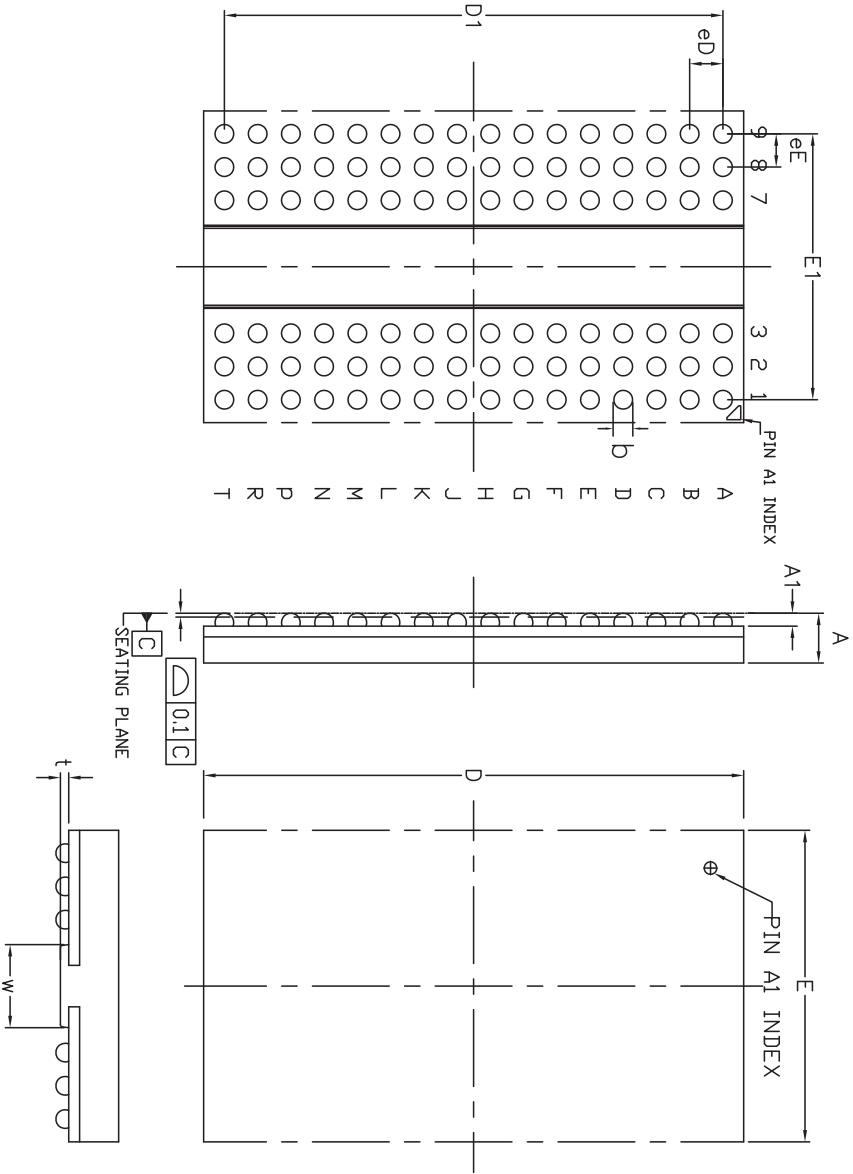 D1
eD
eE
E1
9 8 7 3 2 1
PIN A1 INDEX
b
T R P N M L K J H G F E D C B A
A1
A
C
SEATING PLANE
0.1 C
D
E
PIN A1 INDEX
t
w